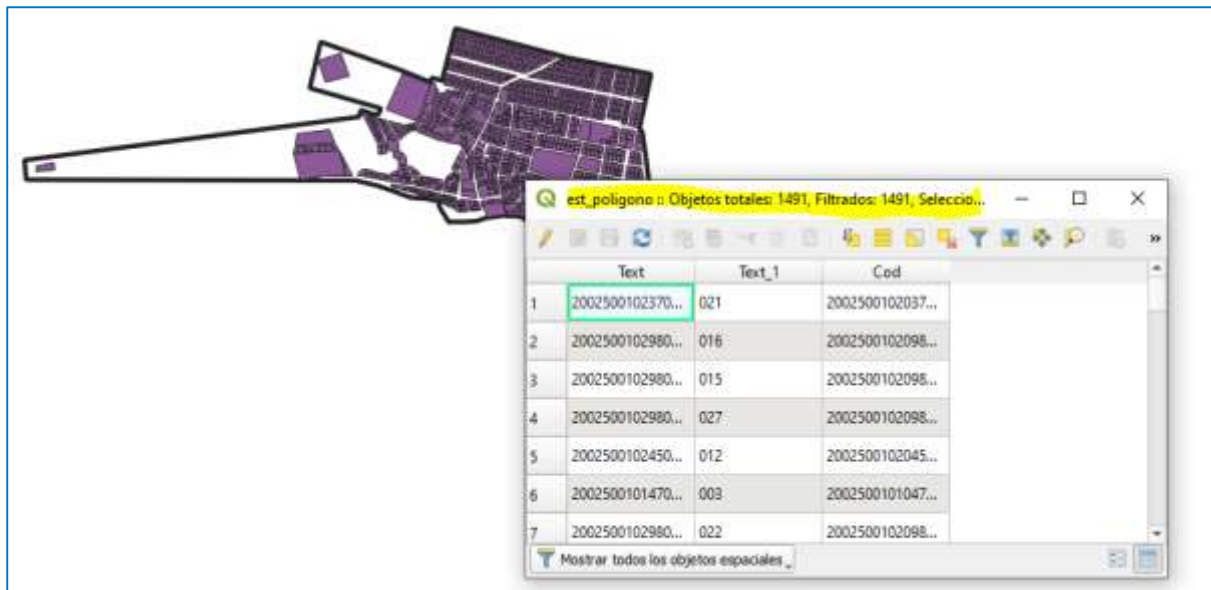 est_poligono :: Objetos totales: 1491, Filtrados: 1491, Seleccio...
Text Text_1 Cod
1 2002500102370... 021 2002500102037...
2 2002500102980... 016 2002500102098...
3 2002500102980... 015 2002500102098...
4 2002500102980... 027 2002500102098...
5 2002500102450... 012 2002500102045...
6 2002500101470... 003 2002500101047...
7 2002500102980... 022 2002500102098...
Mostrar todos los objetos espaciales